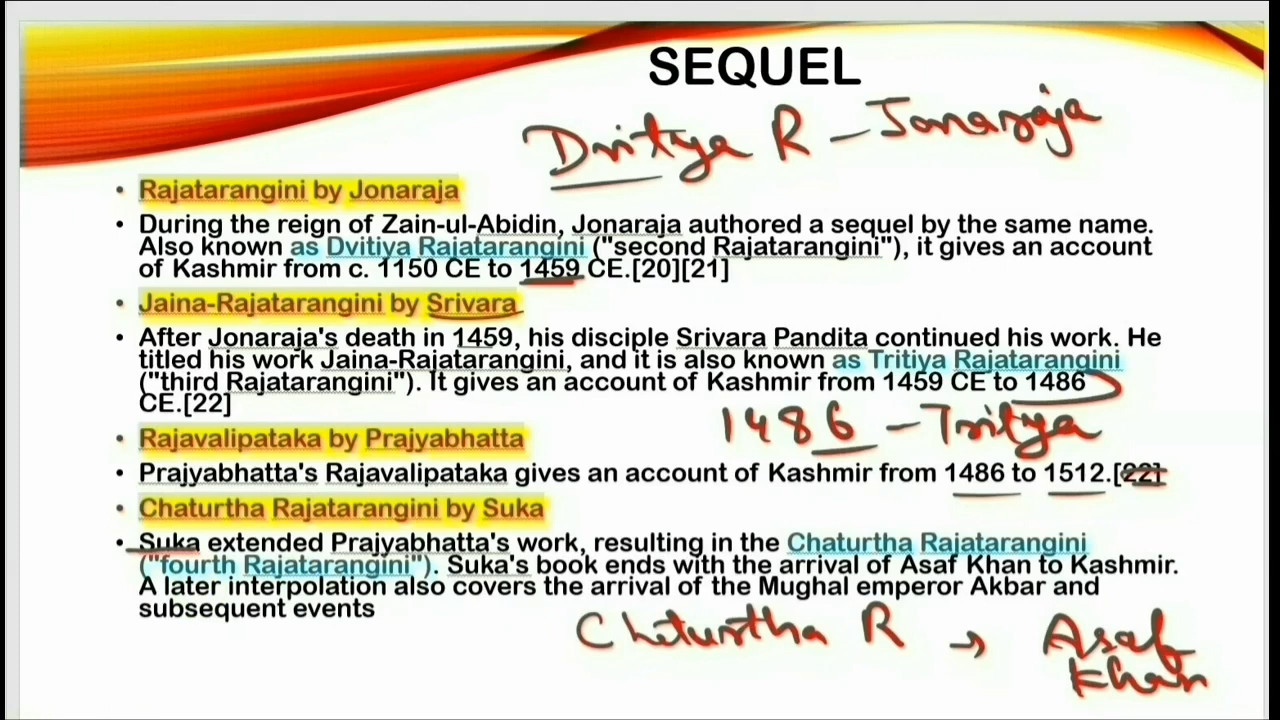 SEQUEL
Dvitya R – Jonaraja
• Rajatarangini by Jonaraja
• During the reign of Zain-ul-Abidin, Jonaraja authored a sequel by the same name.
Also known as Dvitiya Rajatarangini ("second Rajatarangini"), it gives an account
of Kashmir from c. 1150 CE to 1459 CE.[20][21]
• Jaina-Rajatarangini by Srivara
• After Jonaraja's death in 1459, his disciple Srivara Pandita continued his work. He
titled his work Jaina-Rajatarangini, and it is also known as Tritiya Rajatarangini
("third Rajatarangini"). It gives an account of Kashmir from 1459 CE to 1486
CE.[22]
1486 – Tritya
• Rajavalipataka by Prajyabhatta
• Prajyabhatta's Rajavalipataka gives an account of Kashmir from 1486 to 1512.[22]
• Chaturtha Rajatarangini by Suka
• Suka extended Prajyabhatta's work, resulting in the Chaturtha Rajatarangini
("fourth Rajatarangini"). Suka's book ends with the arrival of Asaf Khan to Kashmir.
A later interpolation also covers the arrival of the Mughal emperor Akbar and
subsequent events
Chaturtha R → Asaf
Khan